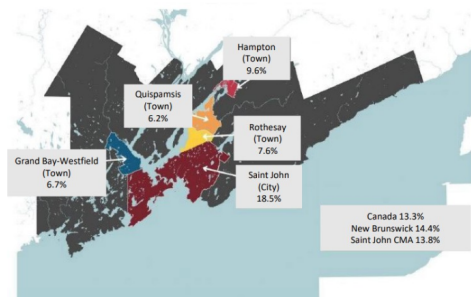 Hampton
(Town)
9.6%
Quispamsis
(Town)
6.2%
Rothesay
(Town)
7.6%
Grand Bay-Westfield
(Town)
6.7%
Saint John
(City)
18.5%
Canada 13.3%
New Brunswick 14.4%
Saint John CMA 13.8%